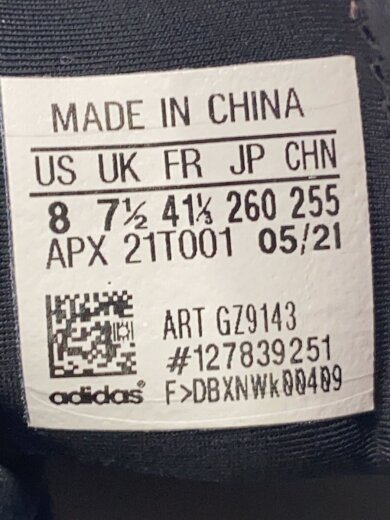 MADE IN CHINA
US UK FR JP CHN
8 7½ 41⅓ 260 255
APX 21T001 05/21
ART GZ9143
#127839251
adidas® F>DBXNWk00409